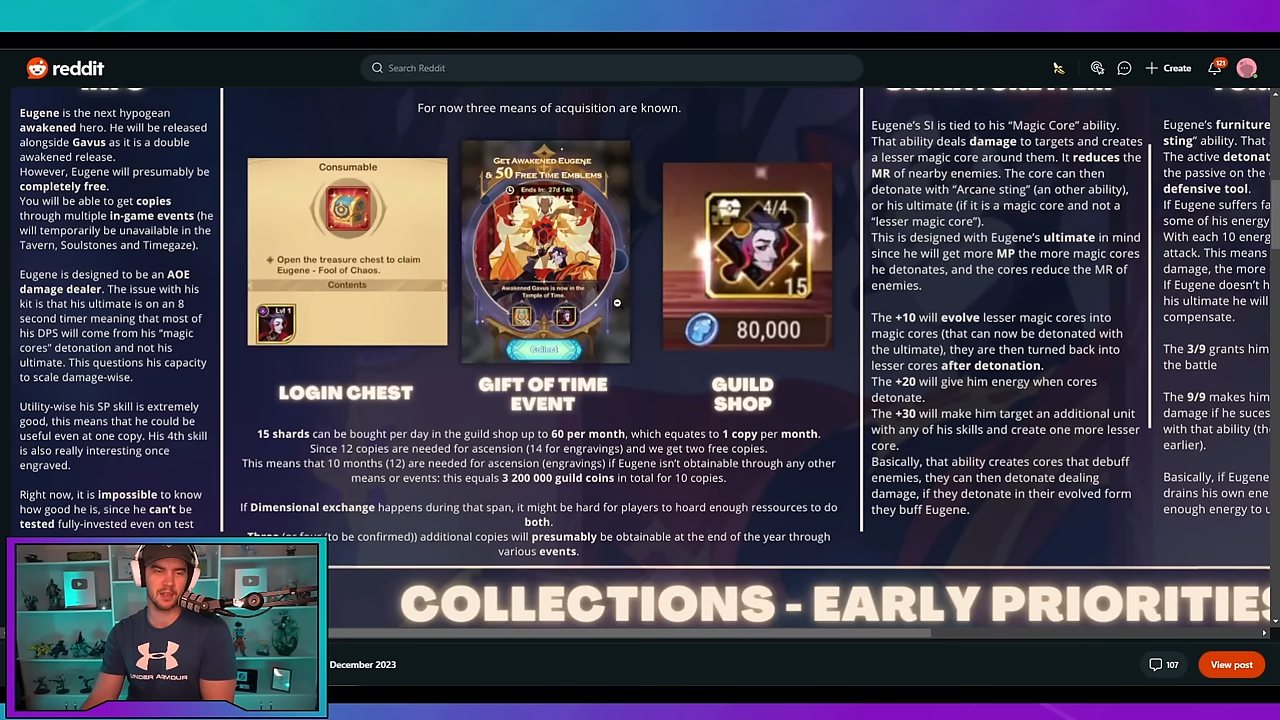 reddit
Search Reddit
Create
121
Eugene is the next hypogean
awakened hero. He will be released
alongside Gavus as it is a double
awakened release.
However, Eugene will presumably be
completely free.
You will be able to get copies
through multiple in-game events (he
will temporarily be unavailable in the
Tavern, Soulstones and Timegaze).
Eugene is designed to be an AOE
damage dealer. The issue with his
kit is that his ultimate is on an 8
second timer meaning that most of
his DPS will come from his “magic
cores” detonation and not his
ultimate. This questions his capacity
to scale damage-wise.
Utility-wise his SP skill is extremely
good, this means that he could be
useful even at one copy. His 4th skill
is also really interesting once
engraved.
Right now, it is impossible to know
how good he is, since he can’t be
tested fully-invested even on test
For now three means of acquisition are known.
Consumable
Open the treasure chest to claim
Eugene - Fool of Chaos.
Contents
Lvl 1
LOGIN CHEST
GET AWAKENED EUGENE
& 50 FREE TIME EMBLEMS
Ends In: 27d 14h
Awakened Gavus is now in the
Temple of Time.
Collect
GIFT OF TIME
EVENT
4/4
15
80,000
GUILD
SHOP
15 shards can be bought per day in the guild shop up to 60 per month, which equates to 1 copy per month.
Since 12 copies are needed for ascension (14 for engravings) and we get two free copies.
This means that 10 months (12) are needed for ascension (engravings) if Eugene isn’t obtainable through any other
means or events: this equals 3 200 000 guild coins in total for 10 copies.
If Dimensional exchange happens during that span, it might be hard for players to hoard enough ressources to do
both.
Three (or four (to be confirmed)) additional copies will presumably be obtainable at the end of the year through
various events.
Eugene’s SI is tied to his “Magic Core” ability.
That ability deals damage to targets and creates
a lesser magic core around them. It reduces the
MR of nearby enemies. The core can then
detonate with “Arcane sting” (an other ability),
or his ultimate (if it is a magic core and not a
“lesser magic core”).
This is designed with Eugene’s ultimate in mind
since he will get more MP the more magic cores
he detonates, and the cores reduce the MR of
enemies.
The +10 will evolve lesser magic cores into
magic cores (that can now be detonated with
the ultimate), they are then turned back into
lesser cores after detonation.
The +20 will give him energy when cores
detonate.
The +30 will make him target an additional unit
with any of his skills and create one more lesser
core.
Basically, that ability creates cores that debuff
enemies, they can then detonate dealing
damage, if they detonate in their evolved form
they buff Eugene.
Eugene’s furniture
sting” ability. That
The active detonat
the passive on the
defensive tool.
If Eugene suffers fa
some of his energy
With each 10 energ
attack. This means
damage, the more
If Eugene doesn’t
his ultimate he will
compensate.
The 3/9 grants him
the battle
The 9/9 makes him
damage if he suces
with that ability (the
earlier).
Basically, if Eugene
drains his own ene
enough energy to u
COLLECTIONS - EARLY PRIORITIES
December 2023
107
View post
UNDER ARMOUR